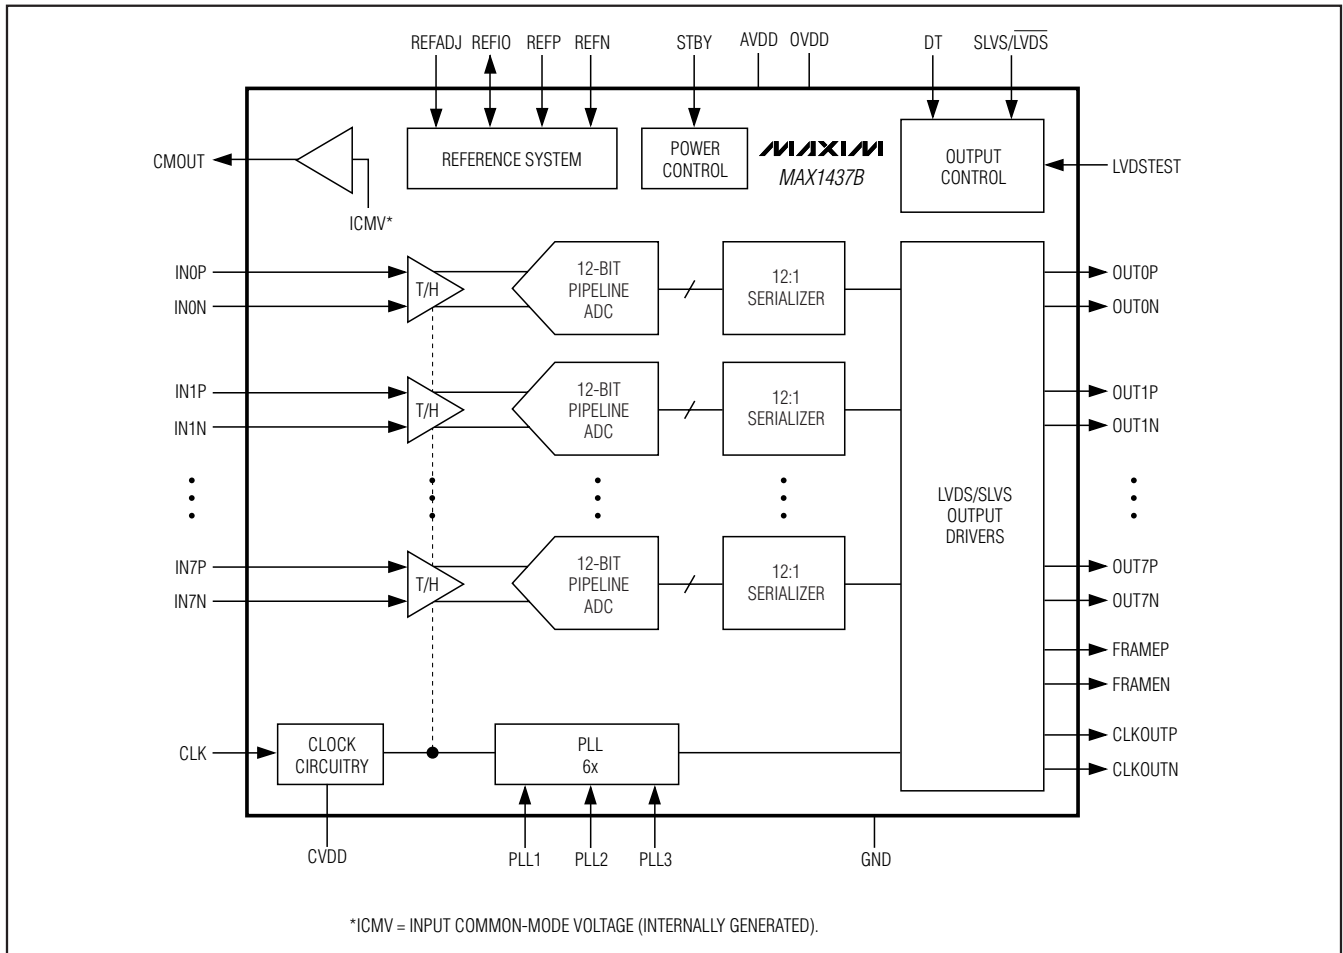 REFADJ REFIO REFP REFN STBY AVDD OVDD DT SLVS/L̅V̅D̅S̅
CMOUT
ICMV*
REFERENCE SYSTEM
POWER
CONTROL
MAXIM
MAX1437B
OUTPUT
CONTROL
LVDSTEST
IN0P
IN0N
T/H
12-BIT
PIPELINE
ADC
12:1
SERIALIZER
OUT0P
OUT0N
IN1P
IN1N
T/H
12-BIT
PIPELINE
ADC
12:1
SERIALIZER
OUT1P
OUT1N
LVDS/SLVS
OUTPUT
DRIVERS
IN7P
IN7N
T/H
12-BIT
PIPELINE
ADC
12:1
SERIALIZER
OUT7P
OUT7N
FRAMEP
FRAMEN
CLK
CLOCK
CIRCUITRY
PLL
6x
CLKOUTP
CLKOUTN
CVDD
PLL1 PLL2 PLL3
GND
*ICMV = INPUT COMMON-MODE VOLTAGE (INTERNALLY GENERATED).